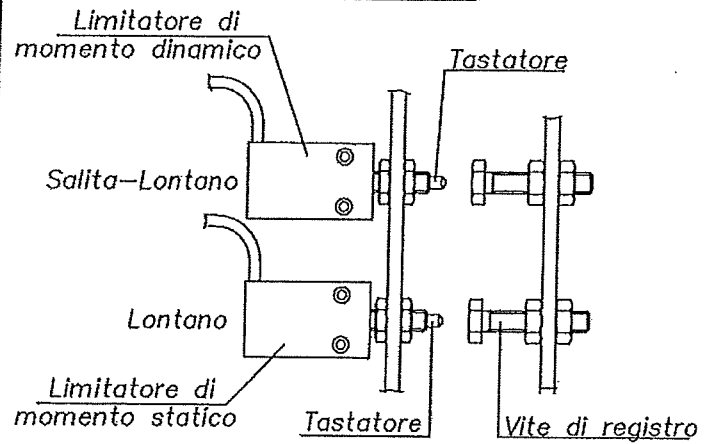 Limitatore di
momento dinamico
Tastatore
Salita-Lontano
Lontano
Limitatore di
momento statico
Tastatore
Vite di registro